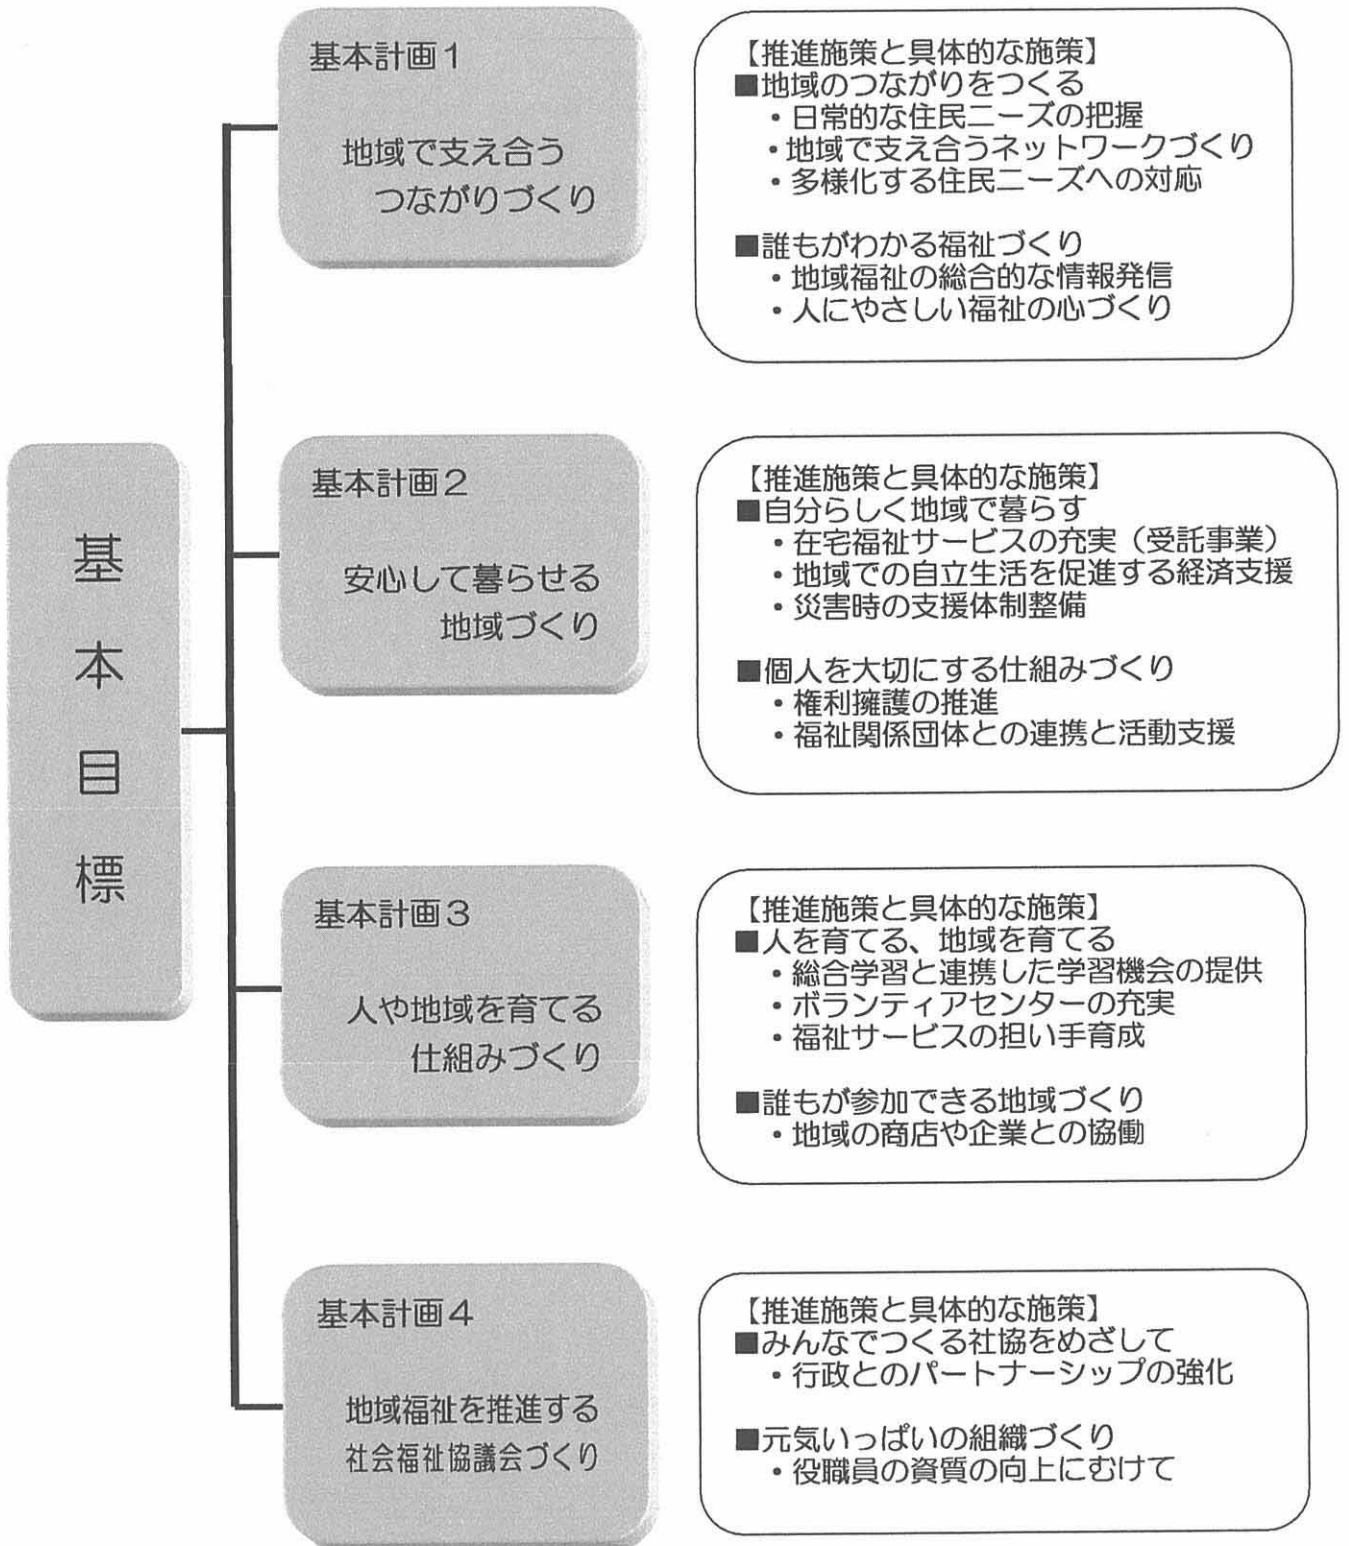 基本目標
基本計画1
地域で支え合う
つながりづくり
【推進施策と具体的な施策】
■地域のつながりをつくる
・日常的な住民ニーズの把握
・地域で支え合うネットワークづくり
・多様化する住民ニーズへの対応
■誰もがわかる福祉づくり
・地域福祉の総合的な情報発信
・人にやさしい福祉の心づくり
基本計画2
安心して暮らせる
地域づくり
【推進施策と具体的な施策】
■自分らしく地域で暮らす
・在宅福祉サービスの充実（受託事業）
・地域での自立生活を促進する経済支援
・災害時の支援体制整備
■個人を大切にする仕組みづくり
・権利擁護の推進
・福祉関係団体との連携と活動支援
基本計画3
人や地域を育てる
仕組みづくり
【推進施策と具体的な施策】
■人を育てる、地域を育てる
・総合学習と連携した学習機会の提供
・ボランティアセンターの充実
・福祉サービスの担い手育成
■誰もが参加できる地域づくり
・地域の商店や企業との協働
基本計画4
地域福祉を推進する
社会福祉協議会づくり
【推進施策と具体的な施策】
■みんなでつくる社協をめざして
・行政とのパートナーシップの強化
■元気いっぱいの組織づくり
・役職員の資質の向上にむけて